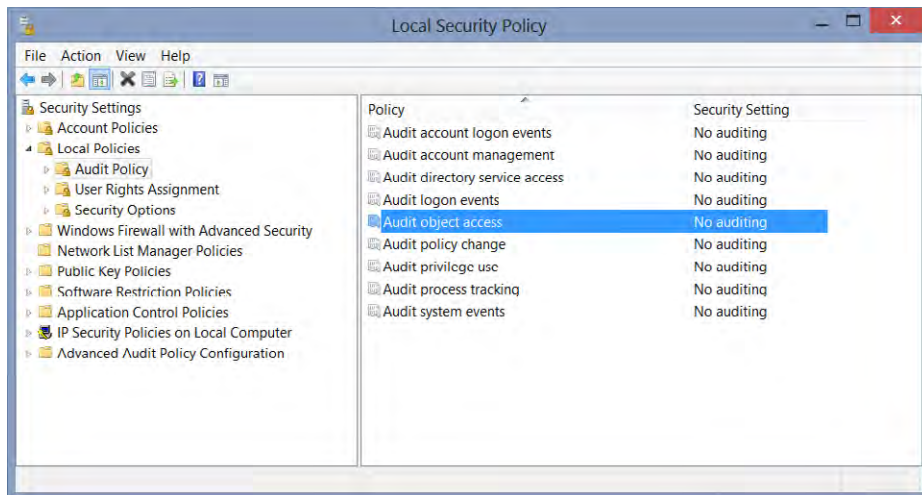 Local Security Policy
File Action View Help
Security Settings
Account Policies
Local Policies
Audit Policy
User Rights Assignment
Security Options
Windows Firewall with Advanced Security
Network List Manager Policies
Public Key Policies
Software Restriction Policies
Application Control Policies
IP Security Policies on Local Computer
Advanced Audit Policy Configuration
Policy Security Setting
Audit account logon events No auditing
Audit account management No auditing
Audit directory service access No auditing
Audit logon events No auditing
Audit object access No auditing
Audit policy change No auditing
Audit privilege use No auditing
Audit process tracking No auditing
Audit system events No auditing